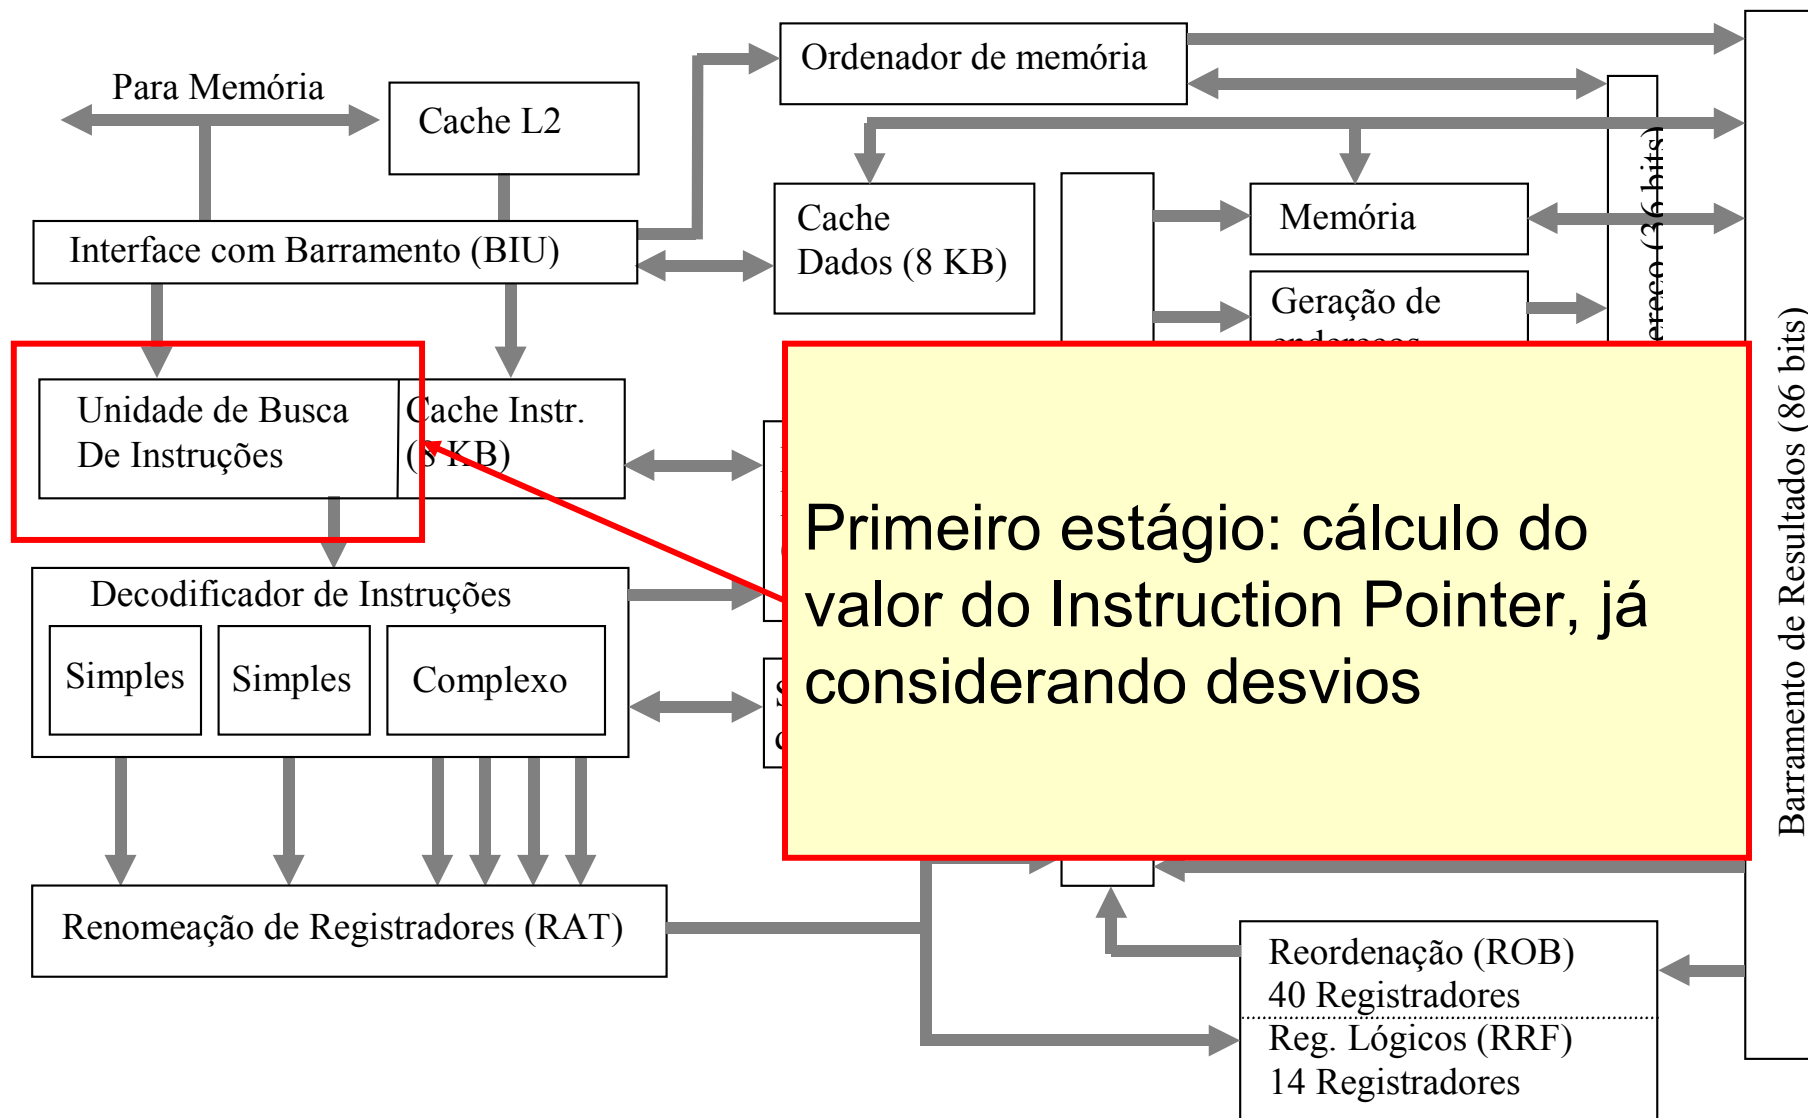 Ordenador de memória
Para Memória
Cache L2
Cache
Dados (8 KB)
Memória
Interface com Barramento (BIU)
Geração de
endereços
(36 bits)
Barramento de Resultados (86 bits)
Unidade de Busca
De Instruções
Cache Instr.
(8 KB)
Primeiro estágio: cálculo do
valor do Instruction Pointer, já
considerando desvios
Decodificador de Instruções
Simples
Simples
Complexo
Renomeação de Registradores (RAT)
Reordenação (ROB)
40 Registradores
Reg. Lógicos (RRF)
14 Registradores